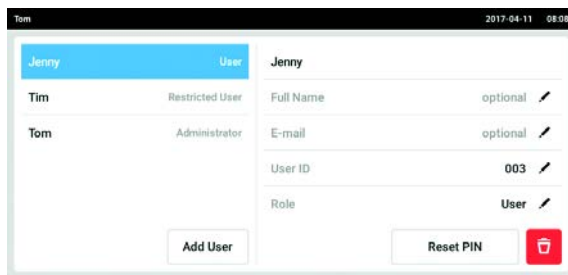 Tom 2017-04-11 08:08
Jenny User
Tim Restricted User
Tom Administrator
Add User
Jenny
Full Name optional
E-mail optional
User ID 003
Role User
Reset PIN